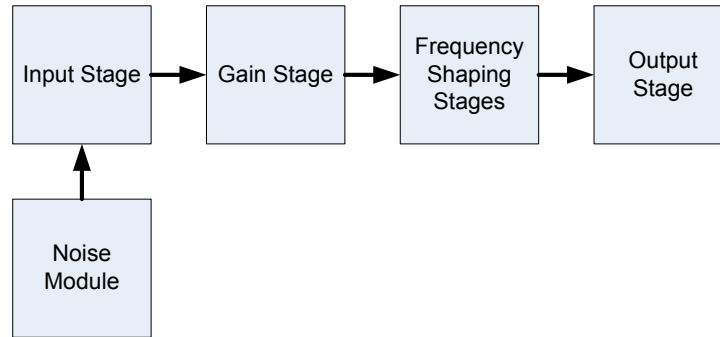 Input Stage
Gain Stage
Frequency
Shaping
Stages
Output
Stage
Noise
Module